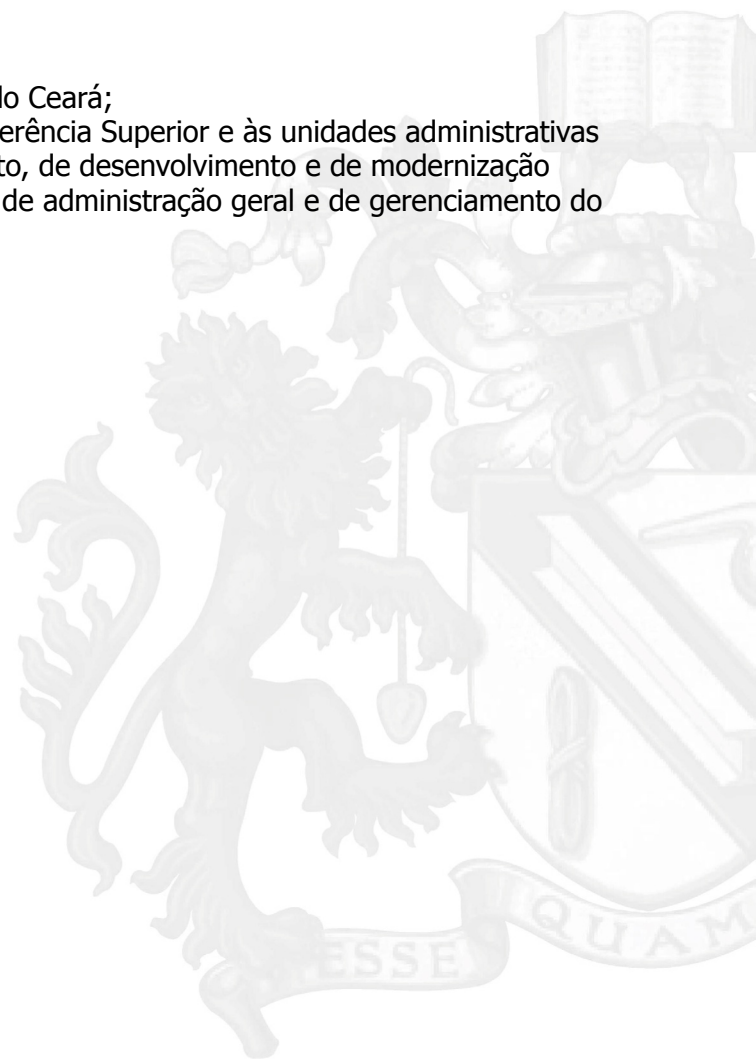 do Ceará;
erência Superior e às unidades administrativas
to, de desenvolvimento e de modernização
de administração geral e de gerenciamento do
ESSE
QUAM